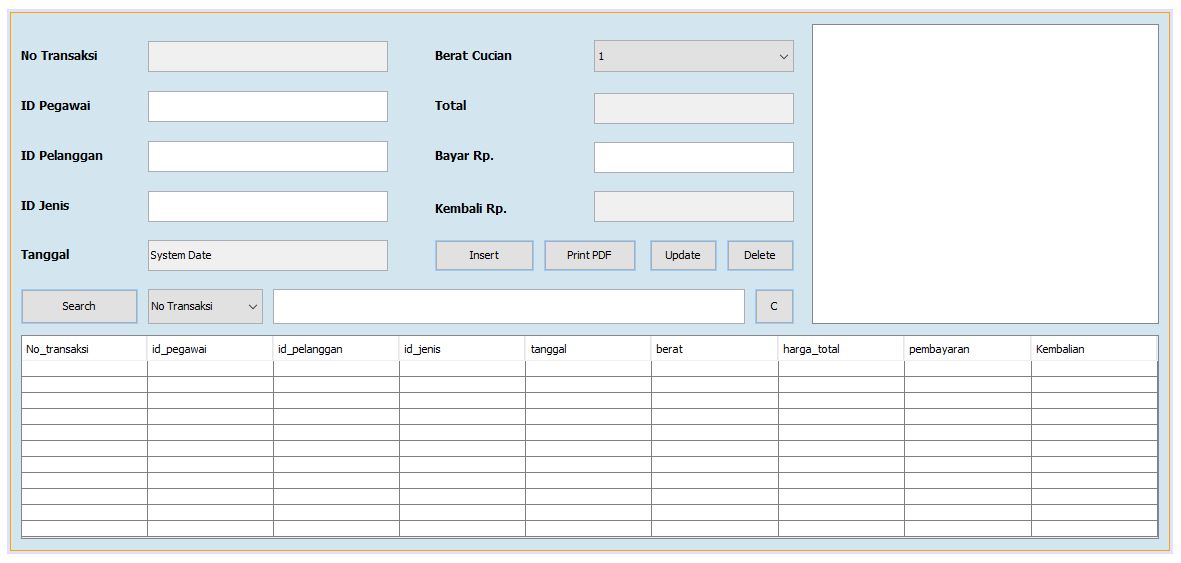 No Transaksi
Berat Cucian
1
ID Pegawai
Total
ID Pelanggan
Bayar Rp.
ID Jenis
Kembali Rp.
Tanggal
System Date
Insert
Print PDF
Update
Delete
Search
No Transaksi
C
No_transaksi id_pegawai id_pelanggan id_jenis tanggal berat harga_total pembayaran Kembalian